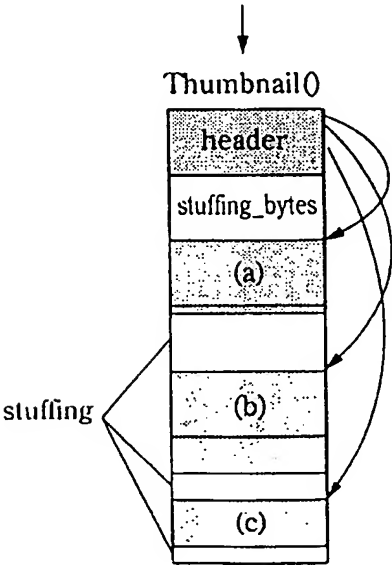 Thumbnail()
header
stuffing_bytes
(a)
(b)
stuffing
(c)